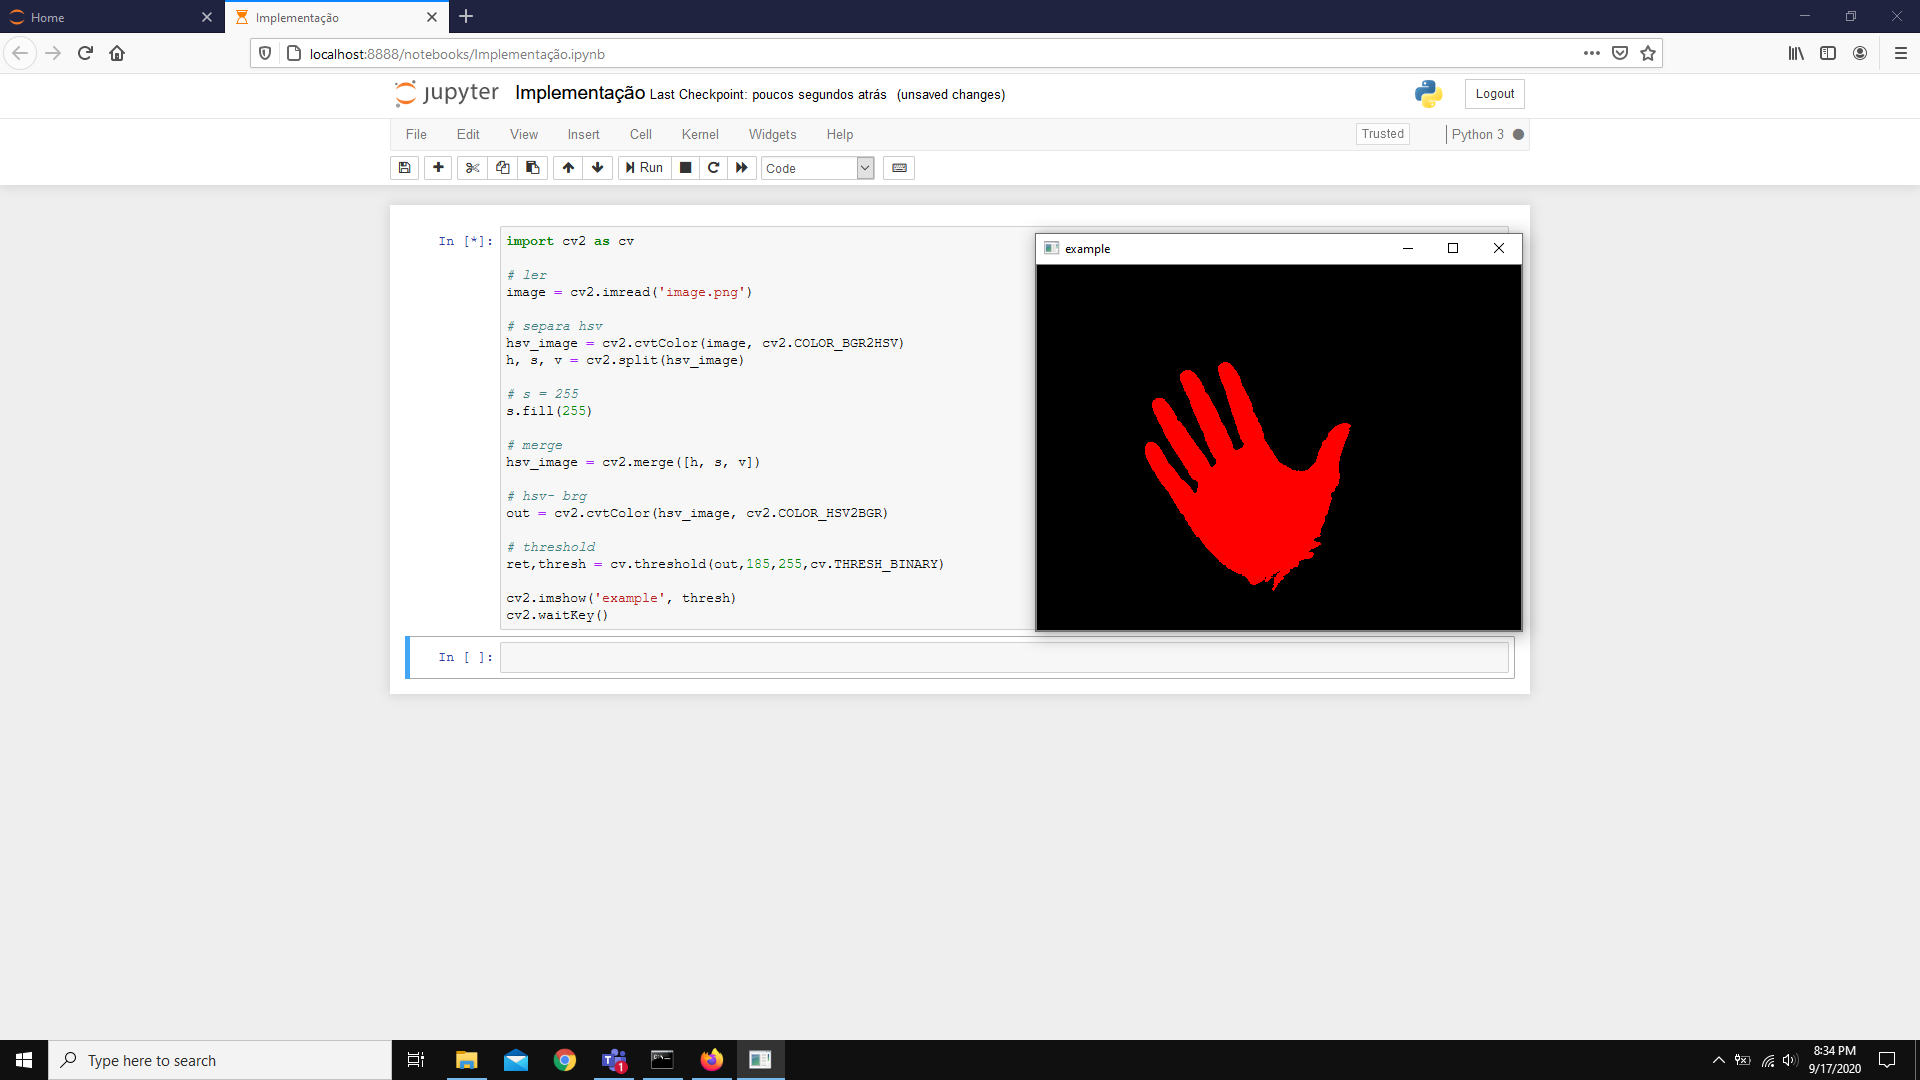 Home
Implementação
localhost:8888/notebooks/Implementação.ipynb
jupyter Implementação Last Checkpoint: poucos segundos atrás (unsaved changes)
Logout
File Edit View Insert Cell Kernel Widgets Help
Trusted
Python 3
Run
Code
In [*]:
import cv2 as cv
# ler
image = cv2.imread('image.png')
# separa hsv
hsv_image = cv2.cvtColor(image, cv2.COLOR_BGR2HSV)
h, s, v = cv2.split(hsv_image)
# s = 255
s.fill(255)
# merge
hsv_image = cv2.merge([h, s, v])
# hsv- brg
out = cv2.cvtColor(hsv_image, cv2.COLOR_HSV2BGR)
# threshold
ret,thresh = cv.threshold(out,185,255,cv.THRESH_BINARY)
cv2.imshow('example', thresh)
cv2.waitKey()
example
In [ ]:
Type here to search
T
1
8:34 PM
9/17/2020